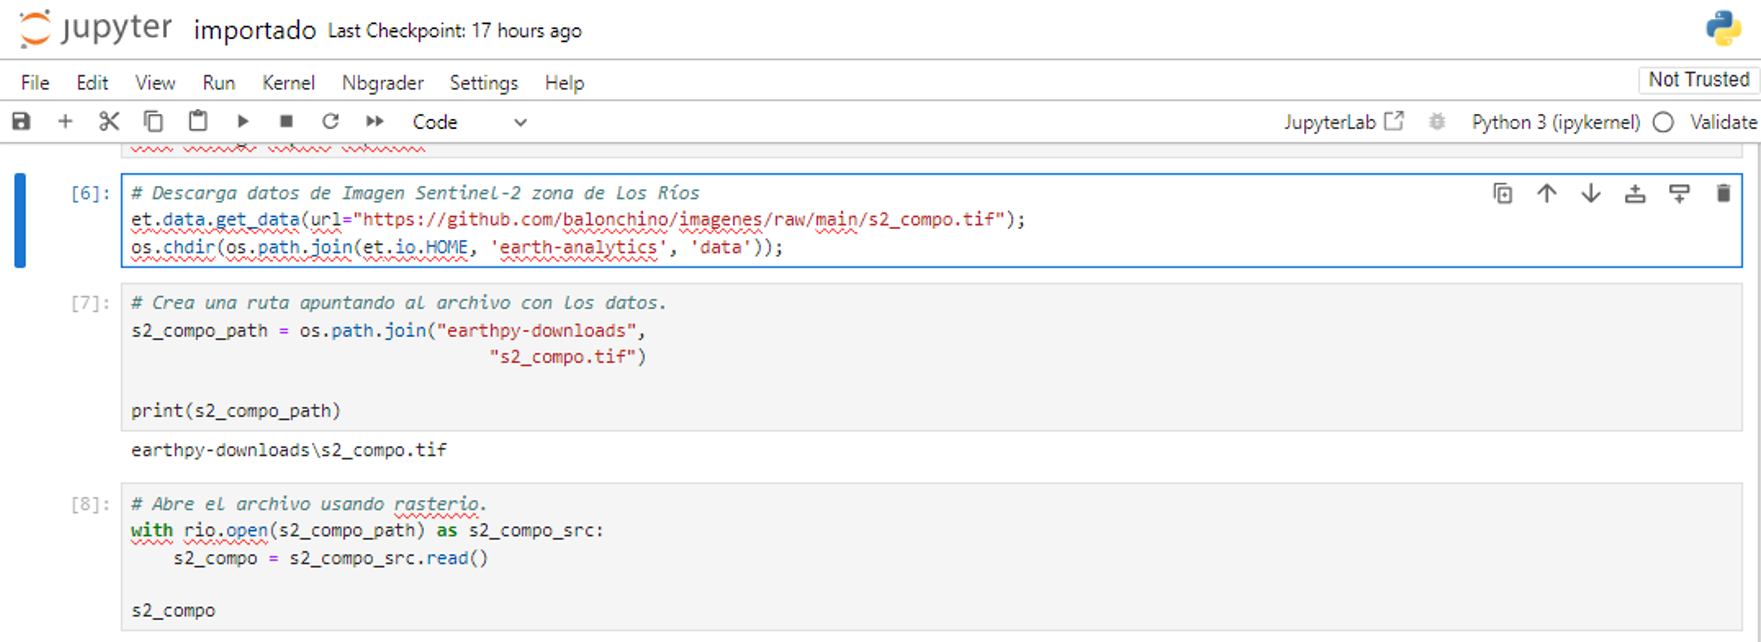 jupyter importado Last Checkpoint: 17 hours ago
File Edit View Run Kernel Nbgrader Settings Help Not Trusted
Code JupyterLab Python 3 (ipykernel) Validate
[6]: # Descarga datos de Imagen Sentinel-2 zona de Los Ríos
et.data.get_data(url="https://github.com/balonchino/imagenes/raw/main/s2_compo.tif");
os.chdir(os.path.join(et.io.HOME, 'earth-analytics', 'data'));
[7]: # Crea una ruta apuntando al archivo con los datos.
s2_compo_path = os.path.join("earthpy-downloads",
"s2_compo.tif")
print(s2_compo_path)
earthpy-downloads\s2_compo.tif
[8]: # Abre el archivo usando rasterio.
with rio.open(s2_compo_path) as s2_compo_src:
s2_compo = s2_compo_src.read()
s2_compo